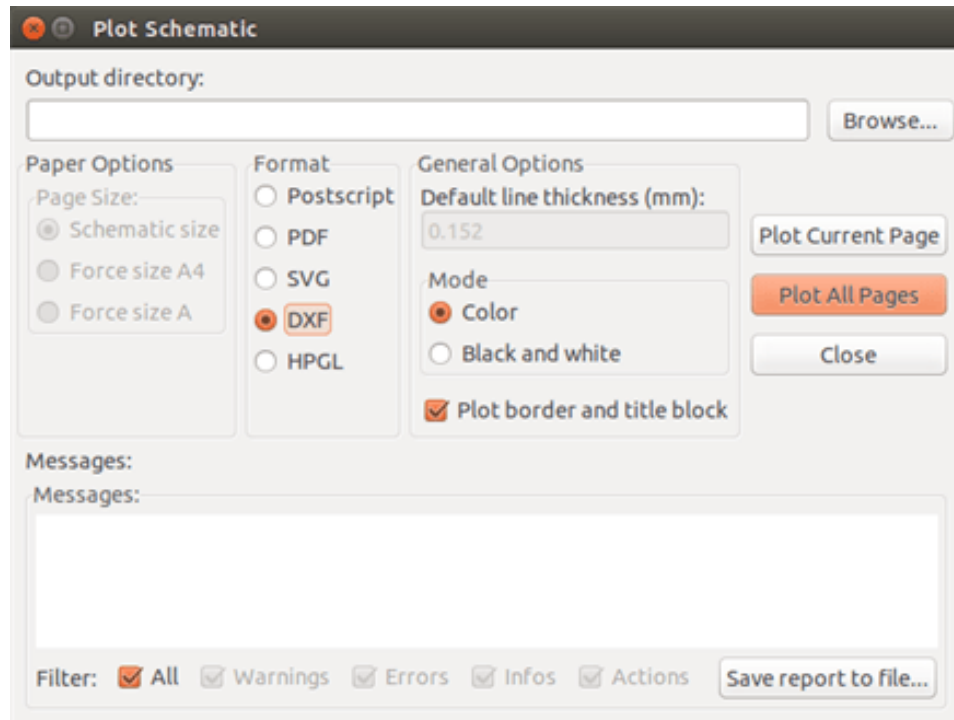 Plot Schematic
Output directory:
Browse...
Paper Options
Page Size:
Schematic size
Force size A4
Force size A
Format
Postscript
PDF
SVG
DXF
HPGL
General Options
Default line thickness (mm):
0.152
Mode
Color
Black and white
Plot border and title block
Plot Current Page
Plot All Pages
Close
Messages:
Messages:
Filter: All Warnings Errors Infos Actions Save report to file...